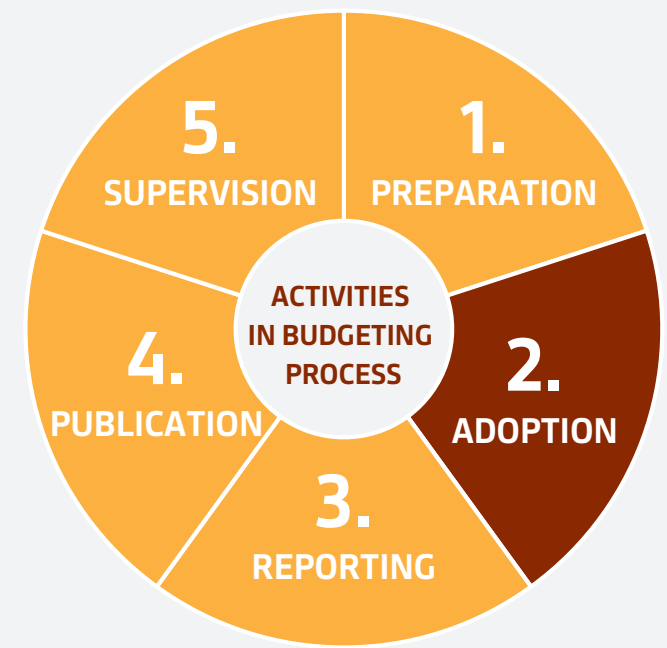 ACTIVITIES
IN BUDGETING
PROCESS
1.
PREPARATION
2.
ADOPTION
3.
REPORTING
4.
PUBLICATION
5.
SUPERVISION